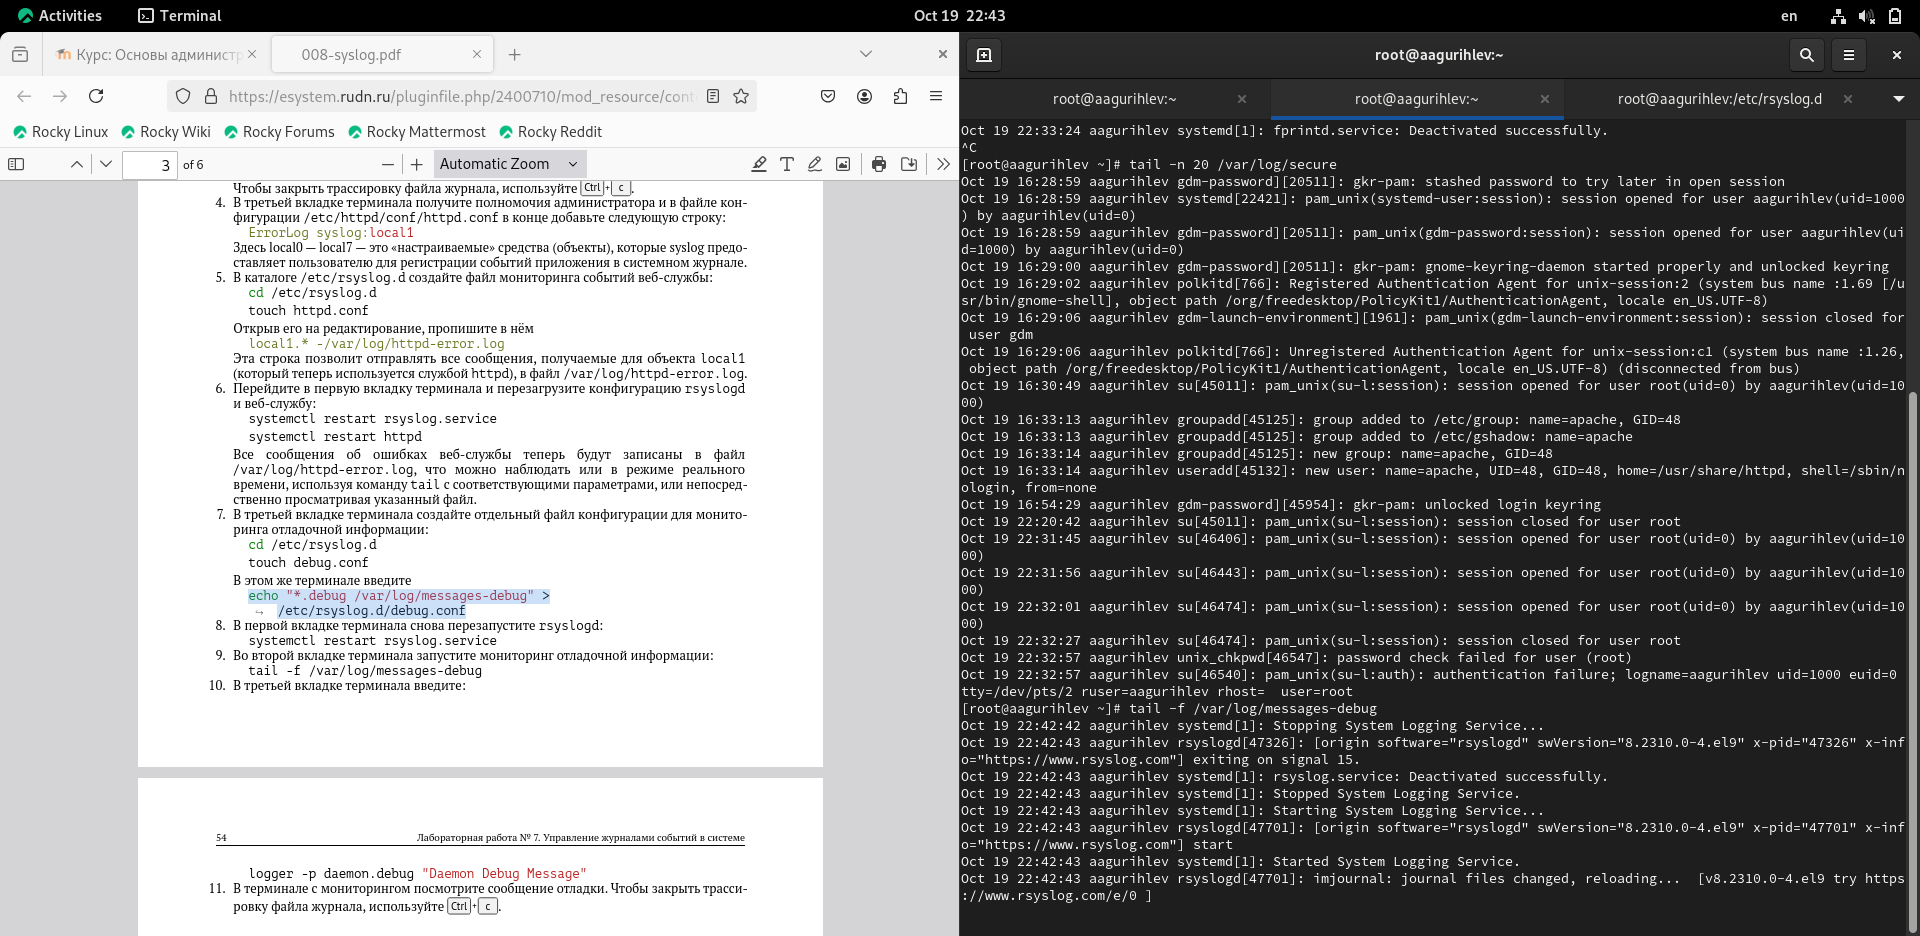 Activities
Terminal
Oct 19 22:43
en
Курс: Основы администр
008-syslog.pdf
https://esystem.rudn.ru/pluginfile.php/2400710/mod_resource/cont
Rocky Linux
Rocky Wiki
Rocky Forums
Rocky Mattermost
Rocky Reddit
3
of 6
Automatic Zoom
Чтобы закрыть трассировку файла журнала, используйте Ctrl + c .
4. В третьей вкладке терминала получите полномочия администратора и в файле кон-
фигурации /etc/httpd/conf/httpd.conf в конце добавьте следующую строку:
ErrorLog syslog:local1
Здесь local0 — local7 — это «настраиваемые» средства (объекты), которые syslog предо-
ставляет пользователю для регистрации событий приложения в системном журнале.
5. В каталоге /etc/rsyslog.d создайте файл мониторинга событий веб-службы:
cd /etc/rsyslog.d
touch httpd.conf
Открыв его на редактирование, пропишите в нём
local1.* -/var/log/httpd-error.log
Эта строка позволит отправлять все сообщения, получаемые для объекта local1
(который теперь используется службой httpd), в файл /var/log/httpd-error.log.
6. Перейдите в первую вкладку терминала и перезагрузите конфигурацию rsyslogd
и веб-службу:
systemctl restart rsyslog.service
systemctl restart httpd
Все сообщения об ошибках веб-службы теперь будут записаны в файл
/var/log/httpd-error.log, что можно наблюдать или в режиме реального
времени, используя команду tail с соответствующими параметрами, или непосред-
ственно просматривая указанный файл.
7. В третьей вкладке терминала создайте отдельный файл конфигурации для монито-
ринга отладочной информации:
cd /etc/rsyslog.d
touch debug.conf
В этом же терминале введите
echo "*.debug /var/log/messages-debug" >
↪ /etc/rsyslog.d/debug.conf
8. В первой вкладке терминала снова перезапустите rsyslogd:
systemctl restart rsyslog.service
9. Во второй вкладке терминала запустите мониторинг отладочной информации:
tail -f /var/log/messages-debug
10. В третьей вкладке терминала введите:
54 Лабораторная работа № 7. Управление журналами событий в системе
logger -p daemon.debug "Daemon Debug Message"
11. В терминале с мониторингом посмотрите сообщение отладки. Чтобы закрыть трасси-
ровку файла журнала, используйте Ctrl + c .
root@aagurihlev:~
root@aagurihlev:~
root@aagurihlev:~
root@aagurihlev:/etc/rsyslog.d
Oct 19 22:33:24 aagurihlev systemd[1]: fprintd.service: Deactivated successfully.
^C
[root@aagurihlev ~]# tail -n 20 /var/log/secure
Oct 19 16:28:59 aagurihlev gdm-password][20511]: gkr-pam: stashed password to try later in open session
Oct 19 16:28:59 aagurihlev systemd[22421]: pam_unix(systemd-user:session): session opened for user aagurihlev(uid=1000
) by aagurihlev(uid=0)
Oct 19 16:28:59 aagurihlev gdm-password][20511]: pam_unix(gdm-password:session): session opened for user aagurihlev(ui
d=1000) by aagurihlev(uid=0)
Oct 19 16:29:00 aagurihlev gdm-password][20511]: gkr-pam: gnome-keyring-daemon started properly and unlocked keyring
Oct 19 16:29:02 aagurihlev polkitd[766]: Registered Authentication Agent for unix-session:2 (system bus name :1.69 [/u
sr/bin/gnome-shell], object path /org/freedesktop/PolicyKit1/AuthenticationAgent, locale en_US.UTF-8)
Oct 19 16:29:06 aagurihlev gdm-launch-environment][1961]: pam_unix(gdm-launch-environment:session): session closed for
user gdm
Oct 19 16:29:06 aagurihlev polkitd[766]: Unregistered Authentication Agent for unix-session:c1 (system bus name :1.26,
object path /org/freedesktop/PolicyKit1/AuthenticationAgent, locale en_US.UTF-8) (disconnected from bus)
Oct 19 16:30:49 aagurihlev su[45011]: pam_unix(su-l:session): session opened for user root(uid=0) by aagurihlev(uid=10
00)
Oct 19 16:33:13 aagurihlev groupadd[45125]: group added to /etc/group: name=apache, GID=48
Oct 19 16:33:13 aagurihlev groupadd[45125]: group added to /etc/gshadow: name=apache
Oct 19 16:33:14 aagurihlev groupadd[45125]: new group: name=apache, GID=48
Oct 19 16:33:14 aagurihlev useradd[45132]: new user: name=apache, UID=48, GID=48, home=/usr/share/httpd, shell=/sbin/n
ologin, from=none
Oct 19 16:54:29 aagurihlev gdm-password][45954]: gkr-pam: unlocked login keyring
Oct 19 22:20:42 aagurihlev su[45011]: pam_unix(su-l:session): session closed for user root
Oct 19 22:31:45 aagurihlev su[46406]: pam_unix(su-l:session): session opened for user root(uid=0) by aagurihlev(uid=10
00)
Oct 19 22:31:56 aagurihlev su[46443]: pam_unix(su-l:session): session opened for user root(uid=0) by aagurihlev(uid=10
00)
Oct 19 22:32:01 aagurihlev su[46474]: pam_unix(su-l:session): session opened for user root(uid=0) by aagurihlev(uid=10
00)
Oct 19 22:32:27 aagurihlev su[46474]: pam_unix(su-l:session): session closed for user root
Oct 19 22:32:57 aagurihlev unix_chkpwd[46547]: password check failed for user (root)
Oct 19 22:32:57 aagurihlev su[46540]: pam_unix(su-l:auth): authentication failure; logname=aagurihlev uid=1000 euid=0
tty=/dev/pts/2 ruser=aagurihlev rhost=  user=root
[root@aagurihlev ~]# tail -f /var/log/messages-debug
Oct 19 22:42:42 aagurihlev systemd[1]: Stopping System Logging Service...
Oct 19 22:42:43 aagurihlev rsyslogd[47326]: [origin software="rsyslogd" swVersion="8.2310.0-4.el9" x-pid="47326" x-inf
o="https://www.rsyslog.com"] exiting on signal 15.
Oct 19 22:42:43 aagurihlev systemd[1]: rsyslog.service: Deactivated successfully.
Oct 19 22:42:43 aagurihlev systemd[1]: Stopped System Logging Service.
Oct 19 22:42:43 aagurihlev systemd[1]: Starting System Logging Service...
Oct 19 22:42:43 aagurihlev rsyslogd[47701]: [origin software="rsyslogd" swVersion="8.2310.0-4.el9" x-pid="47701" x-inf
o="https://www.rsyslog.com"] start
Oct 19 22:42:43 aagurihlev systemd[1]: Started System Logging Service.
Oct 19 22:42:43 aagurihlev rsyslogd[47701]: imjournal: journal files changed, reloading...  [v8.2310.0-4.el9 try https
://www.rsyslog.com/e/0 ]